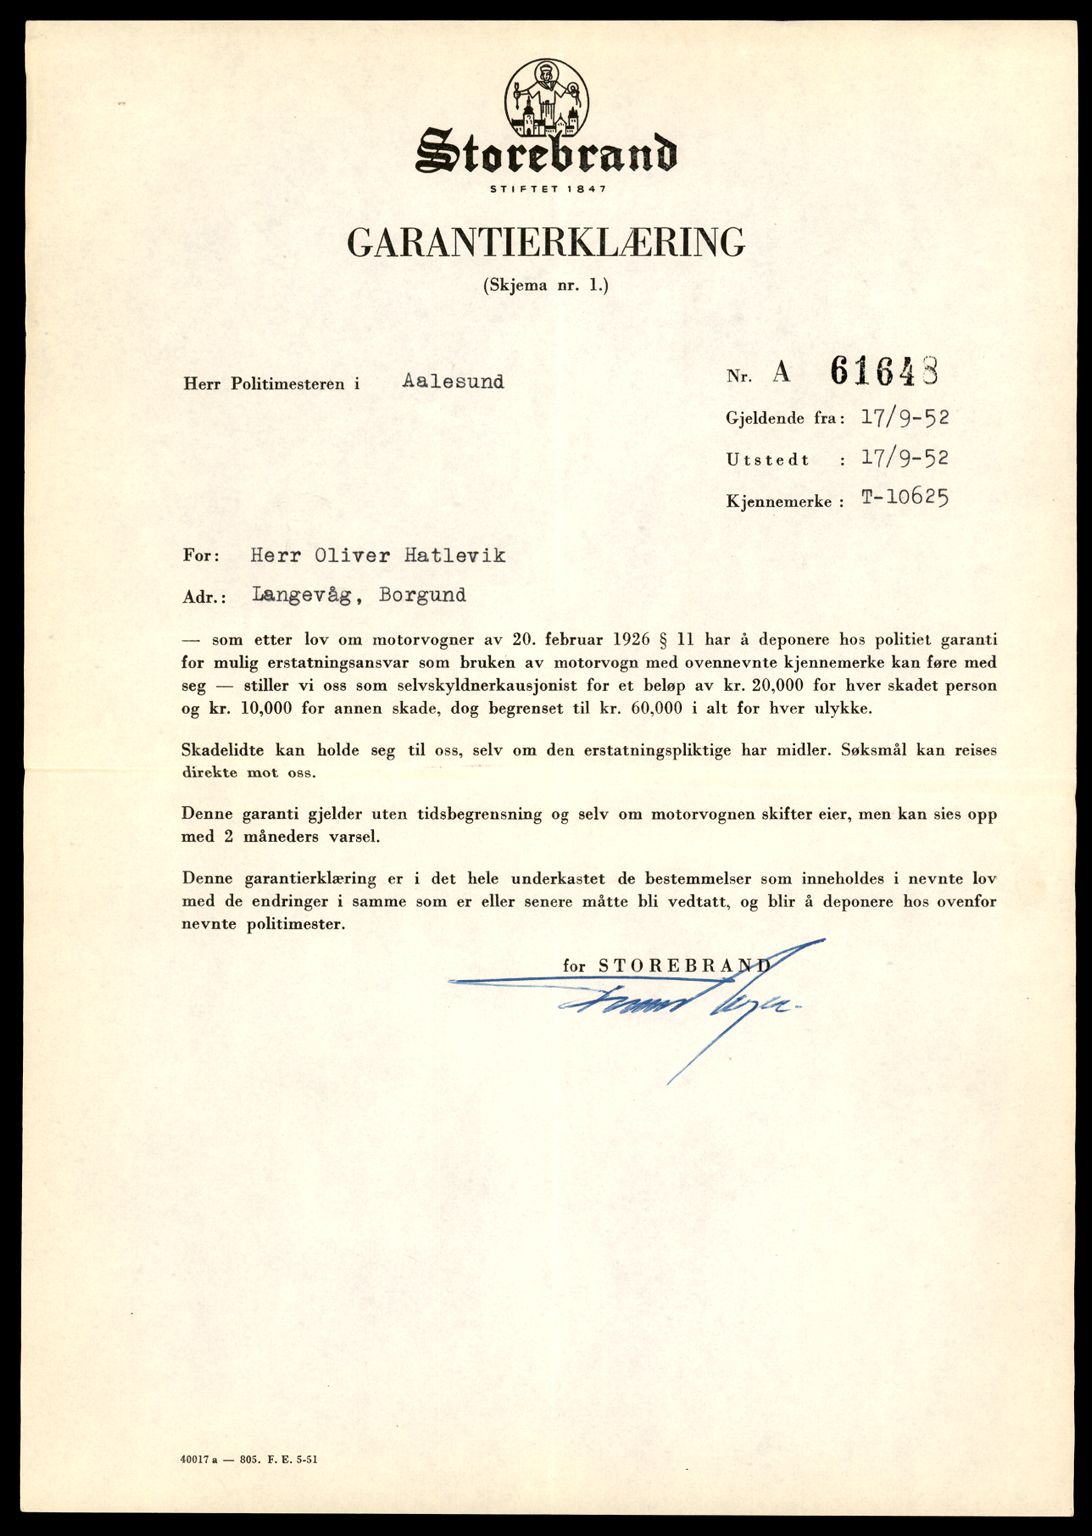 Storebrand
STIFTET 1847
GARANTIERKLÆRING
(Skjema nr. 1.)
Herr Politimesteren i Aalesund
Nr. A 61648
Gjeldende fra: 17/9-52
Utstedt : 17/9-52
Kjennemerke : T-10625
For: Herr Oliver Hatlevik
Adr.: Langevåg, Borgund
— som etter lov om motorvogner av 20. februar 1926 § 11 har å deponere hos politiet garanti
for mulig erstatningsansvar som bruken av motorvogn med ovennevnte kjennemerke kan føre med
seg — stiller vi oss som selvskyldnerkausjonist for et beløp av kr. 20,000 for hver skadet person
og kr. 10,000 for annen skade, dog begrenset til kr. 60,000 i alt for hver ulykke.
Skadelidte kan holde seg til oss, selv om den erstatningspliktige har midler. Søksmål kan reises
direkte mot oss.
Denne garanti gjelder uten tidsbegrensning og selv om motorvognen skifter eier, men kan sies opp
med 2 måneders varsel.
Denne garantierklæring er i det hele underkastet de bestemmelser som inneholdes i nevnte lov
med de endringer i samme som er eller senere måtte bli vedtatt, og blir å deponere hos ovenfor
nevnte politimester.
for STOREBRAND
40017 a — 805. F. E. 5-51